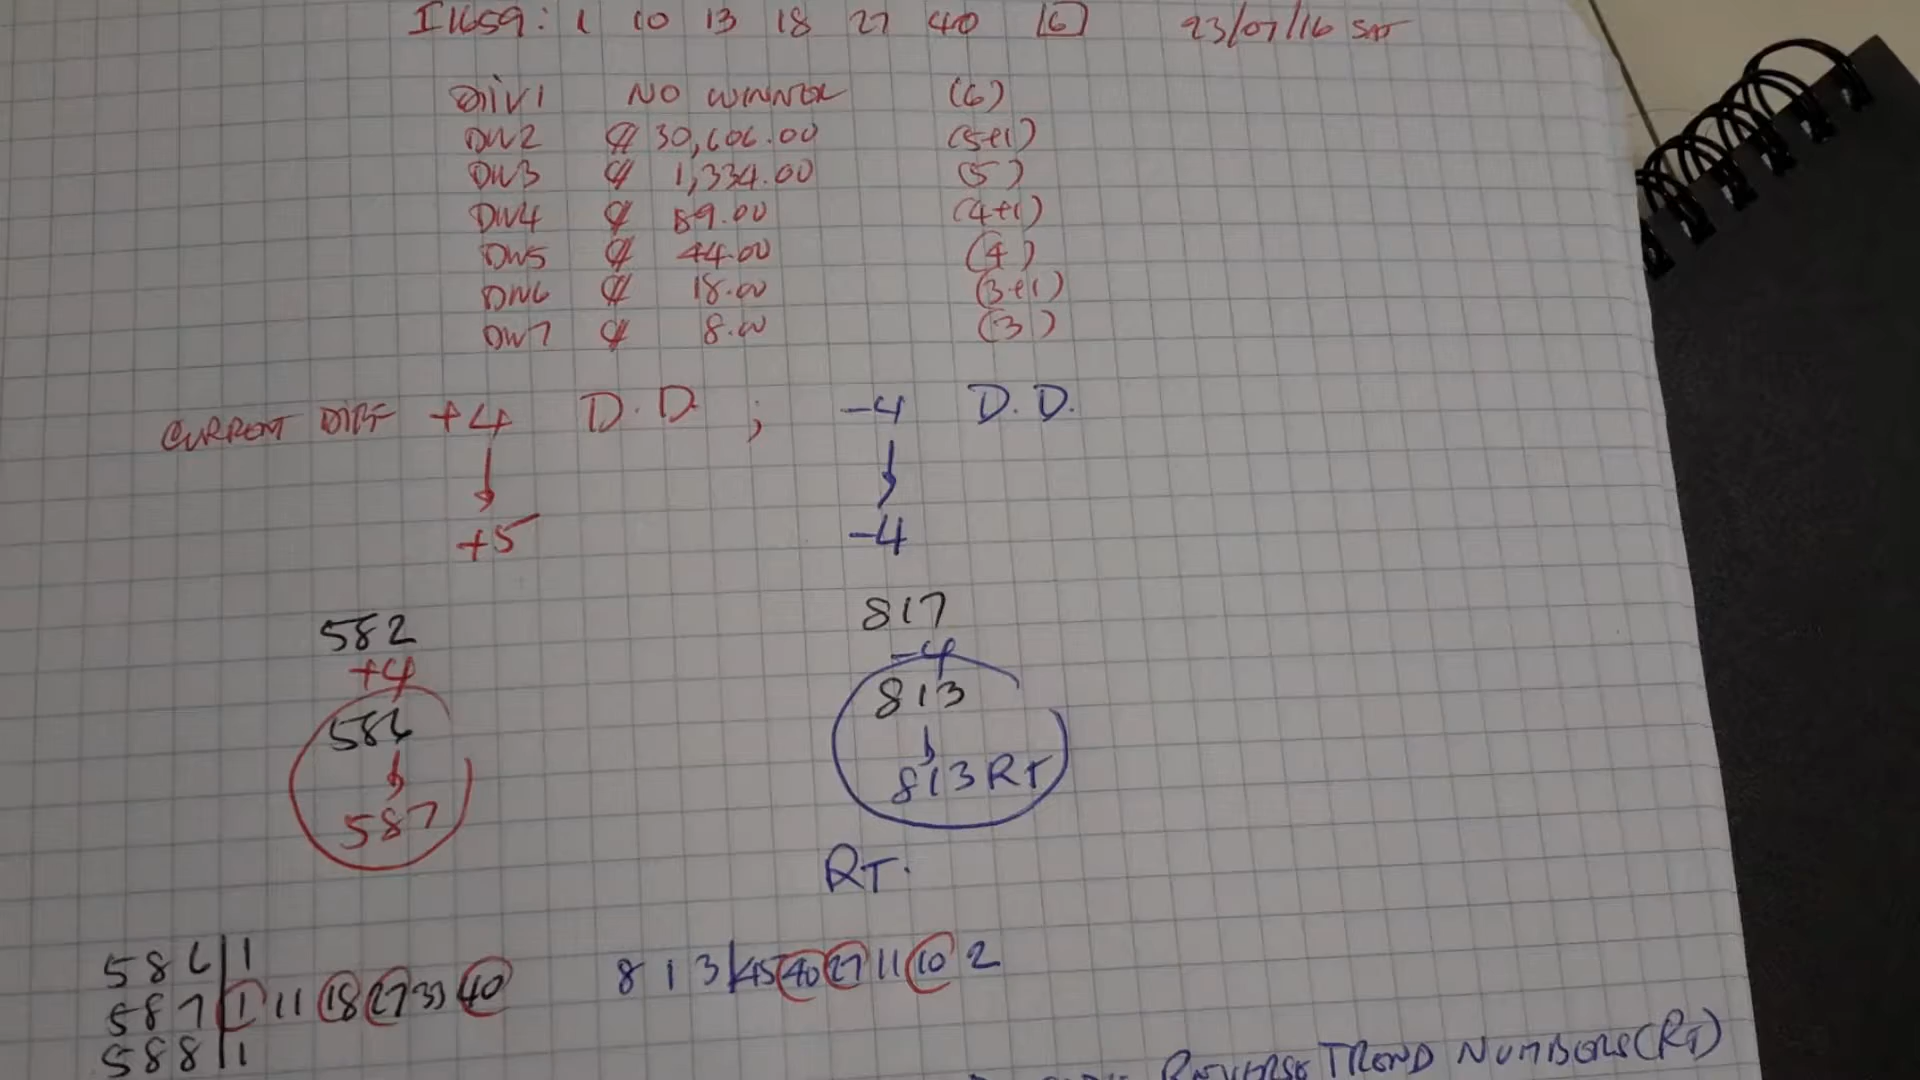 I1659: 1 10 13 18 27 40 [6] 23/07/16 SAT
DIV1 NO WINNER (6)
DIV2 $ 30,606.00 (5+1)
DIV3 $ 1,334.00 (5)
DIV4 $ 89.00 (4+1)
DIV5 $ 44.00 (4)
DIV6 $ 18.00 (3+1)
DIV7 $ 8.00 (3)
CURRENT DIFF +4 D.D ; -4 D.D.
+5 -4
582 817
+4 -4
586 813
587 813 RT
RT.
586|1
587|1 11 18 27 33 40 813|45 40 27 11 10 2
588|1
REVERSE TREND NUMBERS (RT)